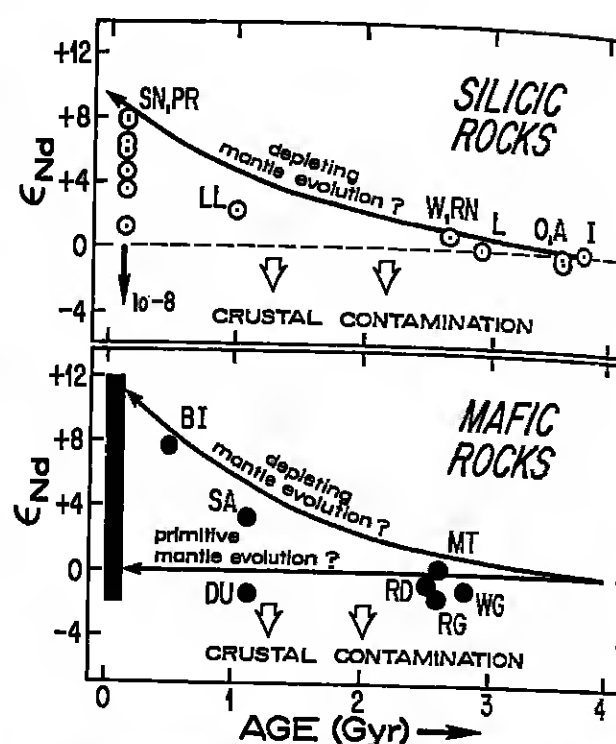 +12
+8
+4
0
-4
εNd
SN,PR
SILICIC
ROCKS
depleting
mantle evolution ?
LL
W,RN
L
O,A
I
to-8
CRUSTAL CONTAMINATION
+12
+8
+4
0
-4
εNd
MAFIC
ROCKS
BI
depleting
mantle evolution ?
SA
MT
primitive
mantle evolution ?
DU
RD
RG
WG
CRUSTAL CONTAMINATION
0
1
2
3
4
AGE (Gyr)